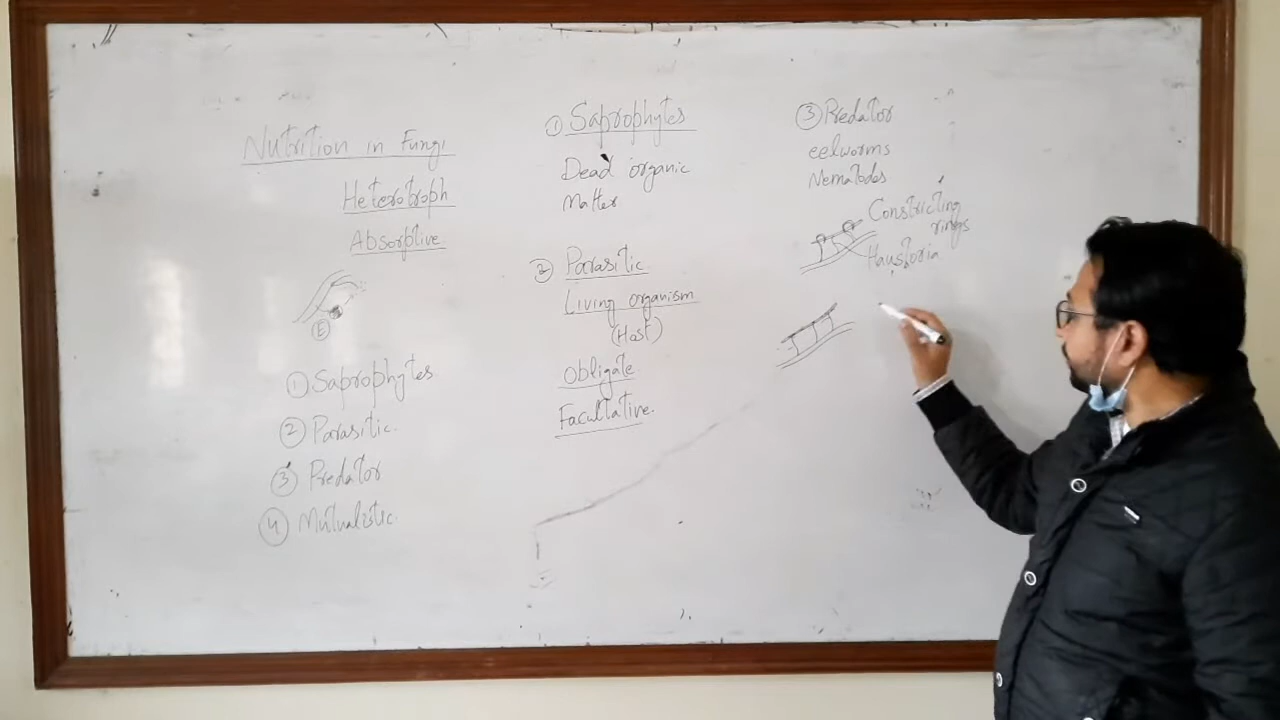 Nutrition in Fungi
Heterotroph
Absorptive
E
① Saprophytes
② Parasitic.
③ Predator
④ Mutualistic.
① Saprophytes
Dead organic
Matter
② Parasitic
Living organism
(Host)
Obligate
Facultative.
③ Predator
eelworms
Nematodes
Constricting
rings
Haustoria